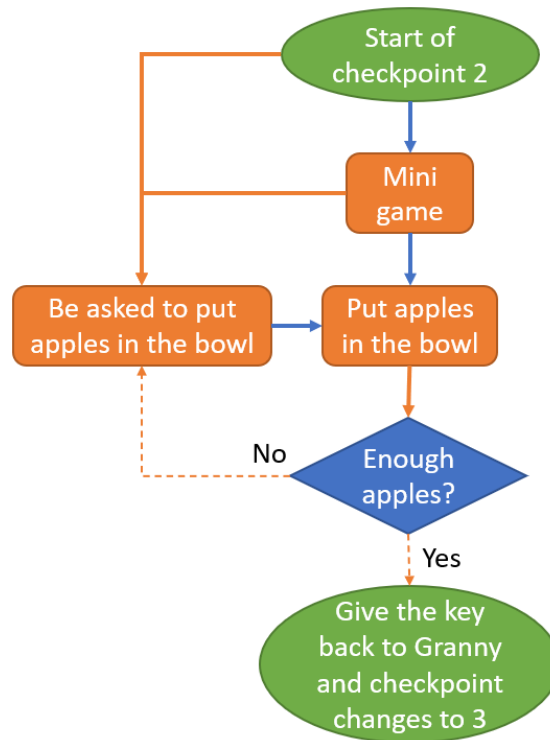 Start of
checkpoint 2
Mini
game
Be asked to put
apples in the bowl
Put apples
in the bowl
No
Enough
apples?
Yes
Give the key
back to Granny
and checkpoint
changes to 3